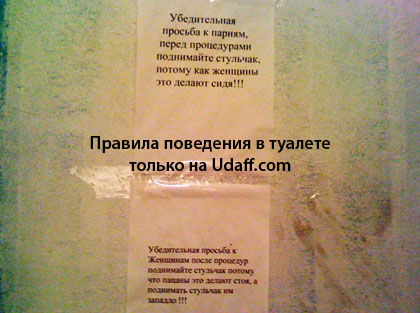 Убедительная
просьба к парням,
перед процедурами
поднимайте стульчак,
потому как женщины
это делают сидя!!!
Правила поведения в туалете
только на Udaff.com
Убедительная просьба к
Женщинам после процедур
поднимайте стульчак потому
что пацаны это делают стоя, а
поднимать стульчак им
западло !!!